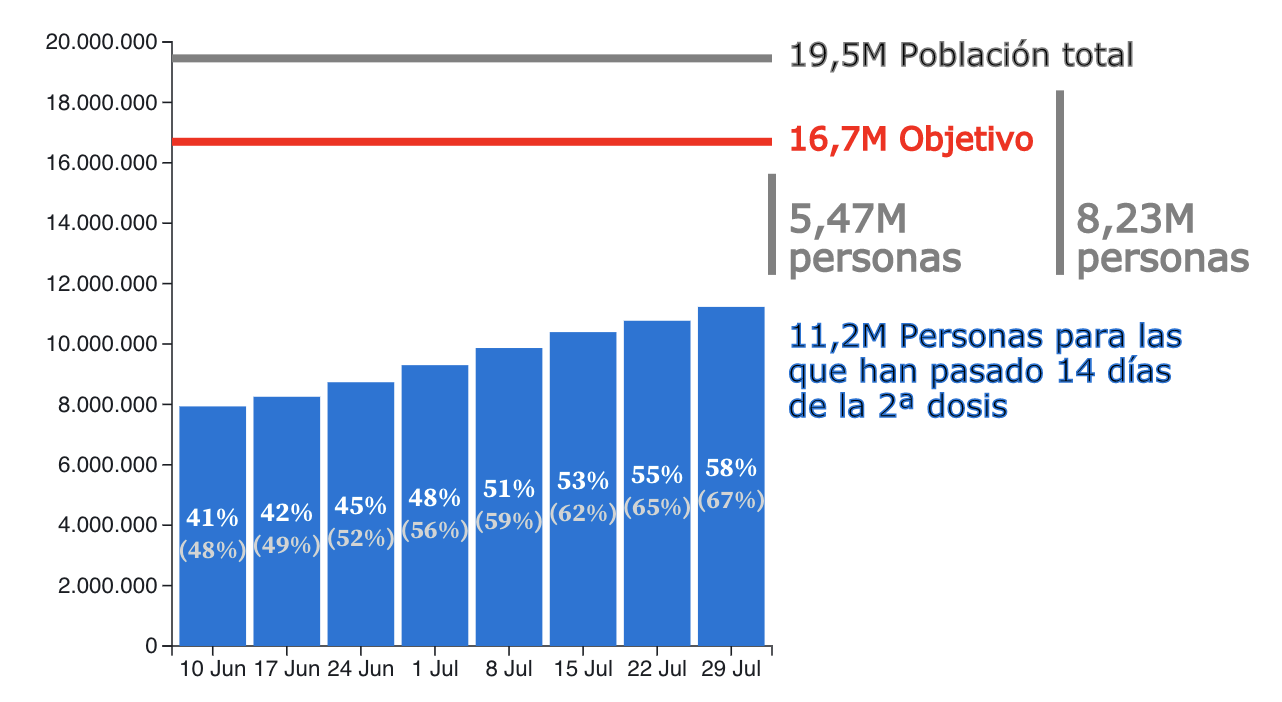 20.000.000
18.000.000
16.000.000
14.000.000
12.000.000
10.000.000
8.000.000
6.000.000
4.000.000
2.000.000
0
19,5M Población total
16,7M Objetivo
5,47M
personas
8,23M
personas
11,2M Personas para las
que han pasado 14 días
de la 2ª dosis
41%
(48%)
42%
(49%)
45%
(52%)
48%
(56%)
51%
(59%)
53%
(62%)
55%
(65%)
58%
(67%)
10 Jun 17 Jun 24 Jun 1 Jul 8 Jul 15 Jul 22 Jul 29 Jul